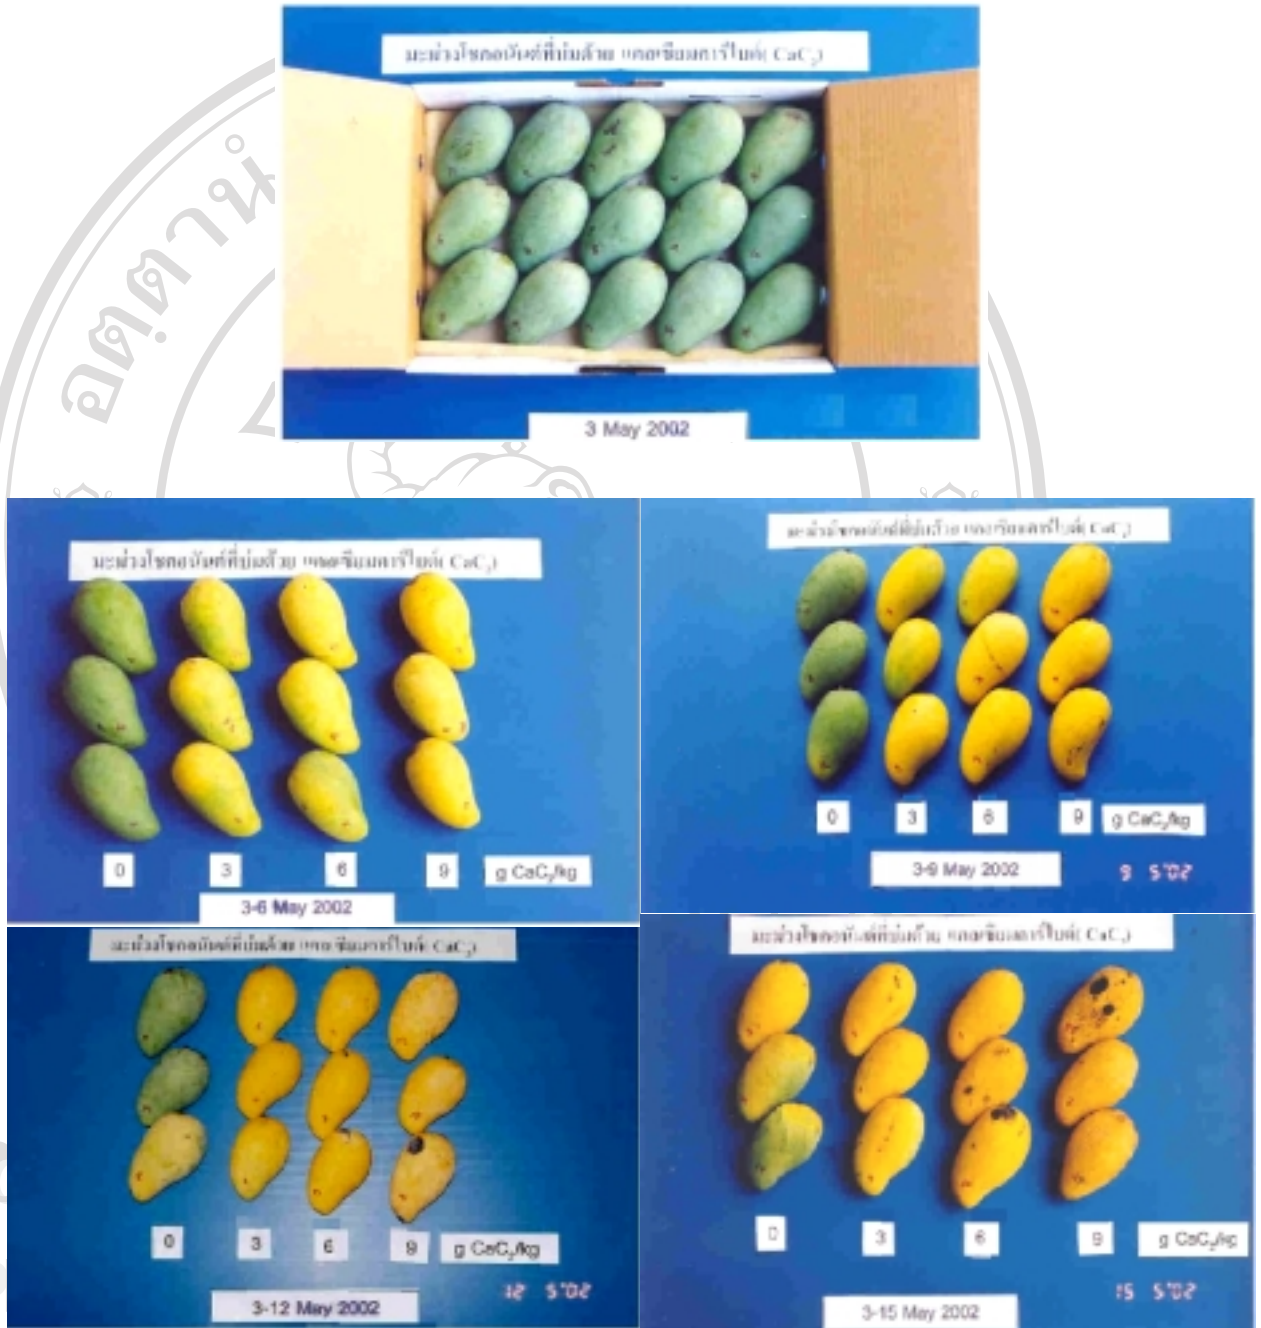 มะม่วงโชคอนันต์ที่บ่มด้วย แคลเซียมคาร์ไบด์( CaC₂)
3 May 2002
มะม่วงโชคอนันต์ที่บ่มด้วย แคลเซียมคาร์ไบด์( CaC₂)
0 3 6 9 g CaC₂/kg
3-6 May 2002
มะม่วงโชคอนันต์ที่บ่มด้วย แคลเซียมคาร์ไบด์( CaC₂)
0 3 6 9 g CaC₂/kg
3-9 May 2002
9 5'02
มะม่วงโชคอนันต์ที่บ่มด้วย แคลเซียมคาร์ไบด์( CaC₂)
0 3 6 9 g CaC₂/kg
12 5'02
3-12 May 2002
มะม่วงโชคอนันต์ที่บ่มด้วย แคลเซียมคาร์ไบด์( CaC₂)
0 3 6 9 g CaC₂/kg
15 5'02
3-15 May 2002